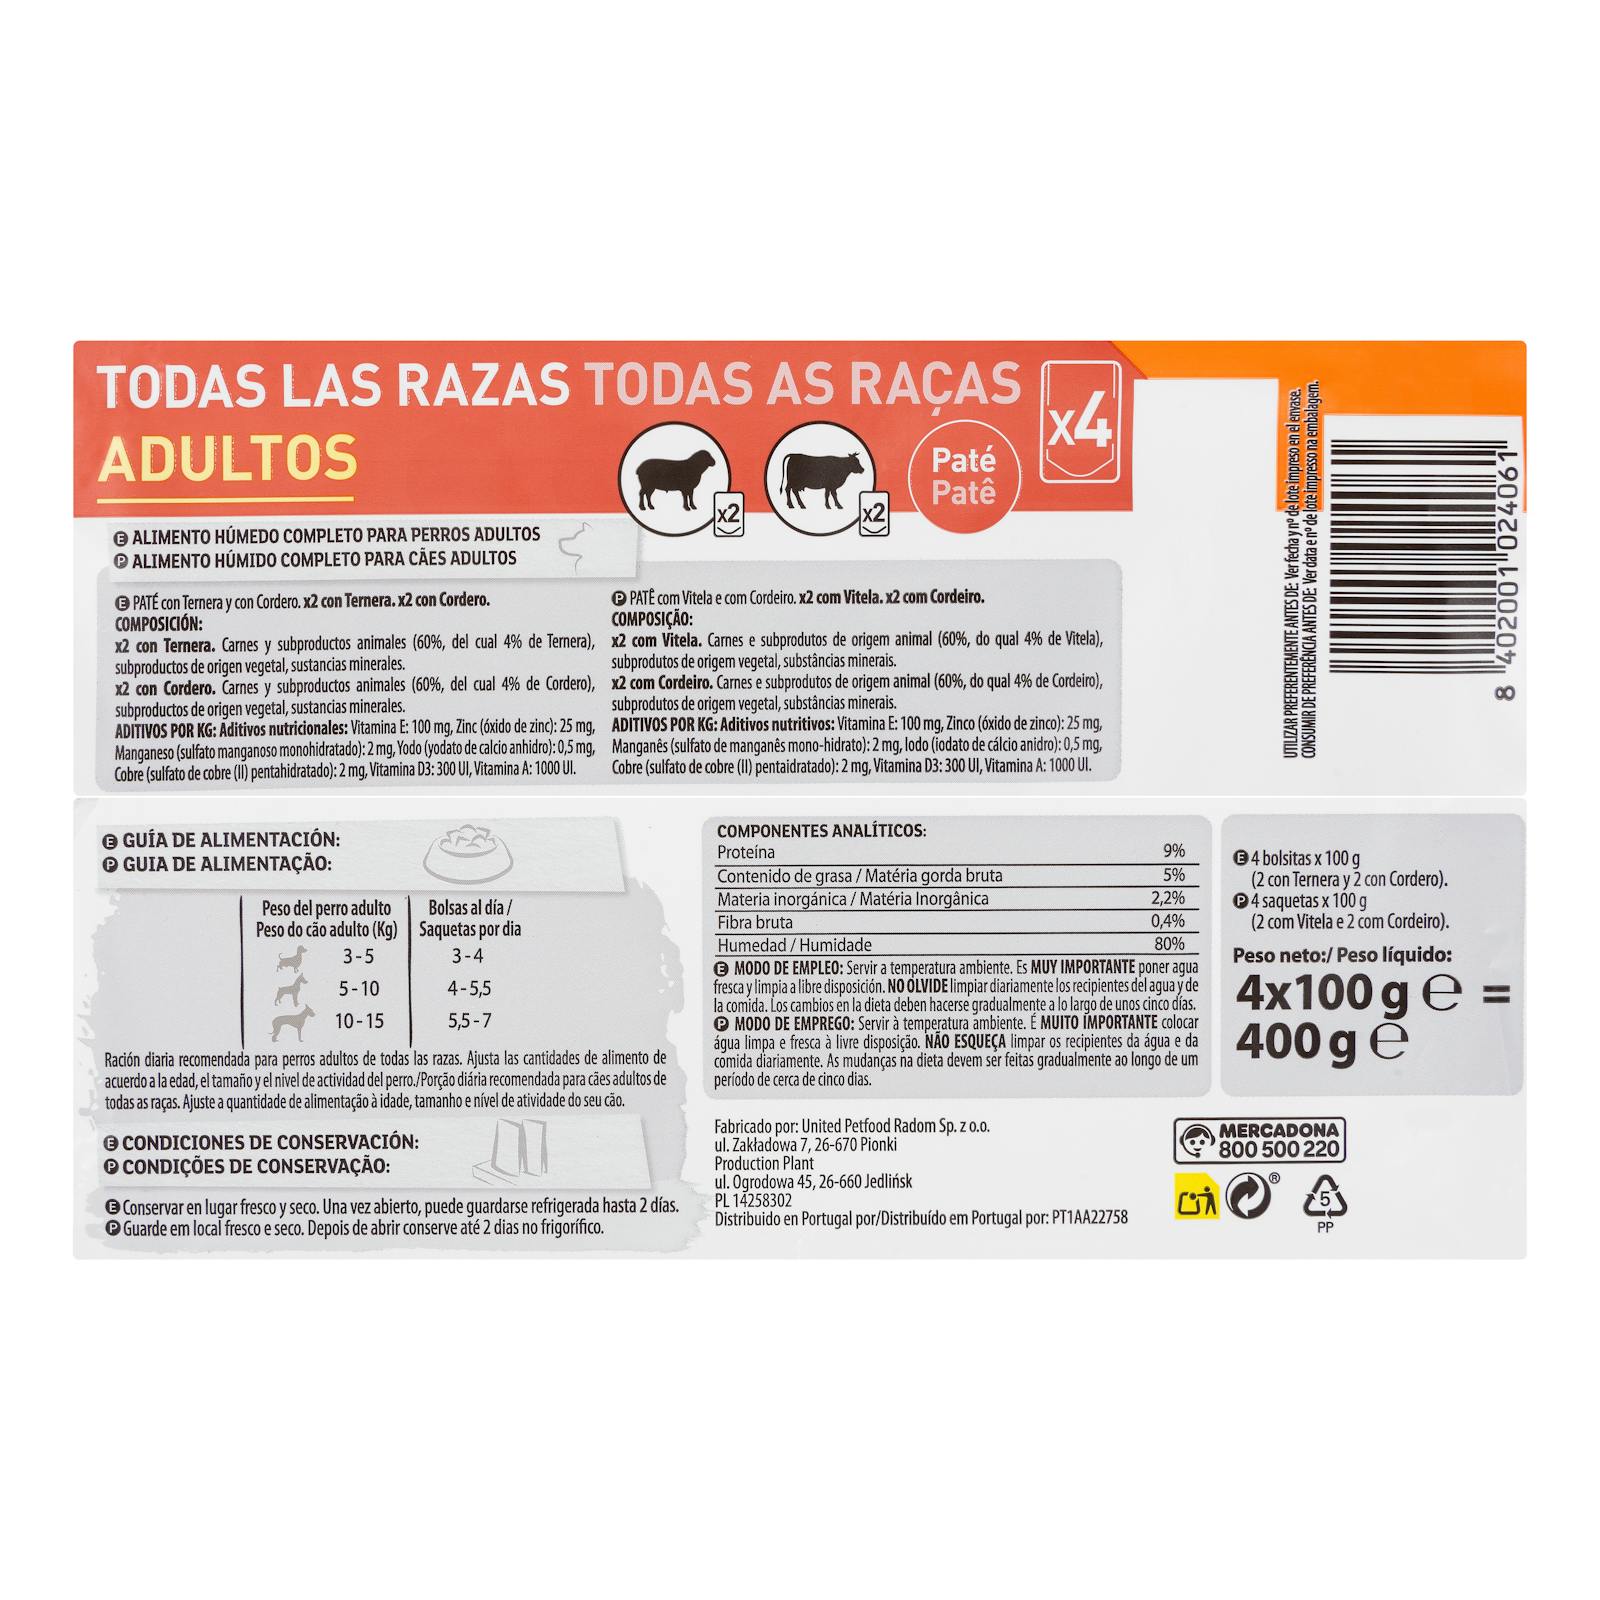 TODAS LAS RAZAS TODAS AS RAÇAS
ADULTOS
x2
x2
Paté
Patê
x4
E ALIMENTO HÚMEDO COMPLETO PARA PERROS ADULTOS
P ALIMENTO HÚMIDO COMPLETO PARA CÃES ADULTOS
E PATÉ con Ternera y con Cordero. x2 con Ternera. x2 con Cordero.
COMPOSICIÓN:
x2 con Ternera. Carnes y subproductos animales (60%, del cual 4% de Ternera),
subproductos de origen vegetal, sustancias minerales.
x2 con Cordero. Carnes y subproductos animales (60%, del cual 4% de Cordero),
subproductos de origen vegetal, sustancias minerales.
ADITIVOS POR KG: Aditivos nutricionales: Vitamina E: 100 mg, Zinc (óxido de zinc): 25 mg,
Manganeso (sulfato manganoso monohidratado): 2 mg, Yodo (yodato de calcio anhidro): 0,5 mg,
Cobre (sulfato de cobre (II) pentahidratado): 2 mg, Vitamina D3: 300 UI, Vitamina A: 1000 UI.
P PATÊ com Vitela e com Cordeiro. x2 com Vitela. x2 com Cordeiro.
COMPOSIÇÃO:
x2 com Vitela. Carnes e subprodutos de origem animal (60%, do qual 4% de Vitela),
subprodutos de origem vegetal, substâncias minerais.
x2 com Cordeiro. Carnes e subprodutos de origem animal (60%, do qual 4% de Cordeiro),
subprodutos de origem vegetal, substâncias minerais.
ADITIVOS POR KG: Aditivos nutritivos: Vitamina E: 100 mg, Zinco (óxido de zinco): 25 mg,
Manganês (sulfato de manganês mono-hidrato): 2 mg, Iodo (iodato de cálcio anidro): 0,5 mg,
Cobre (sulfato de cobre (II) pentaidratado): 2 mg, Vitamina D3: 300 UI, Vitamina A: 1000 UI.
UTILIZAR PREFERENTEMENTE ANTES DE: Ver fecha y nº de lote impreso en el envase.
CONSUMIR DE PREFERÊNCIA ANTES DE: Ver data e nº de lote impresso na embalagem.
8 402001 024061
E GUÍA DE ALIMENTACIÓN:
P GUIA DE ALIMENTAÇÃO:
Peso del perro adulto
Peso do cão adulto (Kg)
Bolsas al día /
Saquetas por dia
3 - 5
3 - 4
5 - 10
4 - 5,5
10 - 15
5,5 - 7
Ración diaria recomendada para perros adultos de todas las razas. Ajusta las cantidades de alimento de
acuerdo a la edad, el tamaño y el nivel de actividad del perro./Porção diária recomendada para cães adultos de
todas as raças. Ajuste a quantidade de alimentação à idade, tamanho e nível de atividade do seu cão.
E CONDICIONES DE CONSERVACIÓN:
P CONDIÇÕES DE CONSERVAÇÃO:
E Conservar en lugar fresco y seco. Una vez abierto, puede guardarse refrigerada hasta 2 días.
P Guarde em local fresco e seco. Depois de abrir conserve até 2 dias no frigorífico.
COMPONENTES ANALÍTICOS:
Proteína 9%
Contenido de grasa / Matéria gorda bruta 5%
Materia inorgánica / Matéria Inorgânica 2,2%
Fibra bruta 0,4%
Humedad / Humidade 80%
E MODO DE EMPLEO: Servir a temperatura ambiente. Es MUY IMPORTANTE poner agua
fresca y limpia a libre disposición. NO OLVIDE limpiar diariamente los recipientes del agua y de
la comida. Los cambios en la dieta deben hacerse gradualmente a lo largo de unos cinco días.
P MODO DE EMPREGO: Servir à temperatura ambiente. É MUITO IMPORTANTE colocar
água limpa e fresca à livre disposição. NÃO ESQUEÇA limpar os recipientes da água e da
comida diariamente. As mudanças na dieta devem ser feitas gradualmente ao longo de um
período de cerca de cinco dias.
E 4 bolsitas x 100 g
(2 con Ternera y 2 con Cordero).
P 4 saquetas x 100 g
(2 com Vitela e 2 com Cordeiro).
Peso neto:/ Peso líquido:
4x100 g ℮ =
400 g ℮
Fabricado por: United Petfood Radom Sp. z o.o.
ul. Zakładowa 7, 26-670 Pionki
Production Plant
ul. Ogrodowa 45, 26-660 Jedlińsk
PL 14258302
Distribuido en Portugal por/Distribuído em Portugal por: PT1AA22758
MERCADONA
800 500 220
®
5
PP